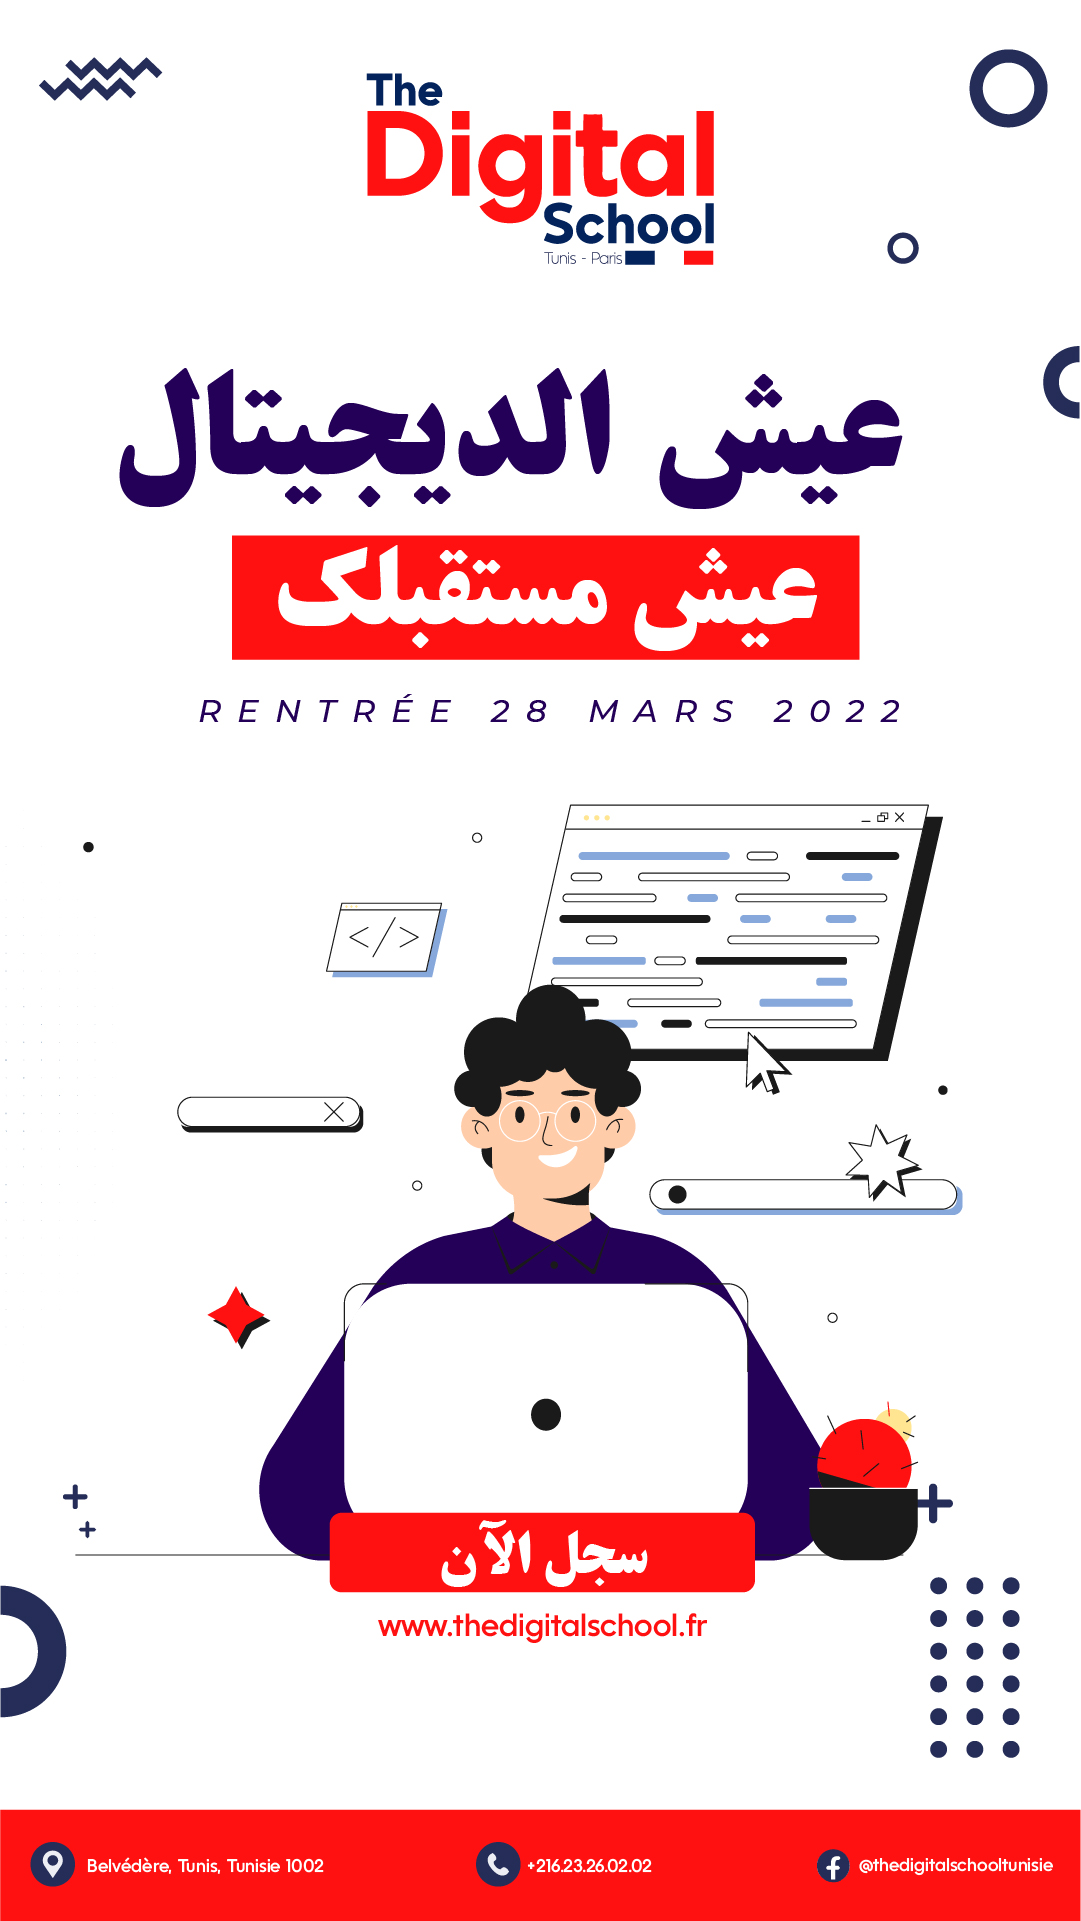 The
Digital
School
Tunis - Paris
عيش الديجيتال
عيش مستقبلك
RENTRÉE 28 MARS 2022
</>
سجل الآن
www.thedigitalschool.fr
Belvédère, Tunis, Tunisie 1002
+216.23.26.02.02
@thedigitalschooltunisie